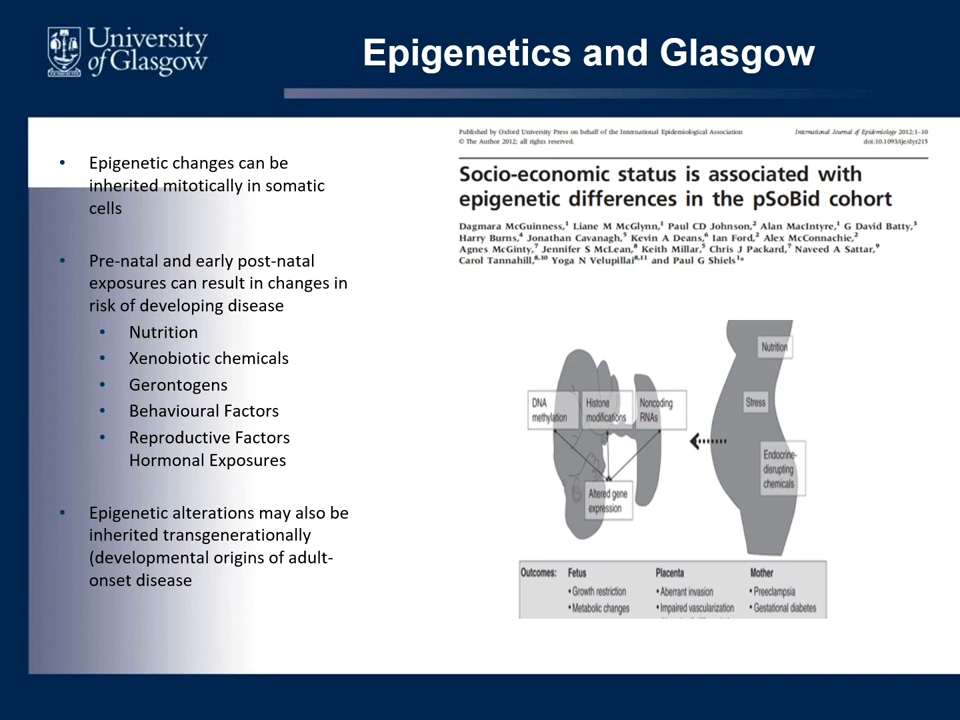 University
of Glasgow
Epigenetics and Glasgow
• Epigenetic changes can be
inherited mitotically in somatic
cells
• Pre-natal and early post-natal
exposures can result in changes in
risk of developing disease
• Nutrition
• Xenobiotic chemicals
• Gerontogens
• Behavioural Factors
• Reproductive Factors
Hormonal Exposures
• Epigenetic alterations may also be
inherited transgenerationally
(developmental origins of adult-
onset disease
Published by Oxford University Press on behalf of the International Epidemiological Association
© The Author 2012; all rights reserved.
International Journal of Epidemiology 2012;1–10
doi:10.1093/ije/dyr215
Socio-economic status is associated with
epigenetic differences in the pSoBid cohort
Dagmara McGuinness,1 Liane M McGlynn,1 Paul CD Johnson,2 Alan MacIntyre,1 G David Batty,3
Harry Burns,4 Jonathan Cavanagh,5 Kevin A Deans,6 Ian Ford,2 Alex McConnachie,2
Agnes McGinty,7 Jennifer S McLean,8 Keith Millar,5 Chris J Packard,7 Naveed A Sattar,9
Carol Tannahill,8,10 Yoga N Velupillai8,11 and Paul G Shiels1*
Nutrition
Stress
Endocrine-
disrupting
chemicals
DNA
methylation
Histone
modifications
Noncoding
RNAs
Altered gene
expression
Outcomes: Fetus Placenta Mother
• Growth restriction • Aberrant invasion • Preeclampsia
• Metabolic changes • Impaired vascularization • Gestational diabetes